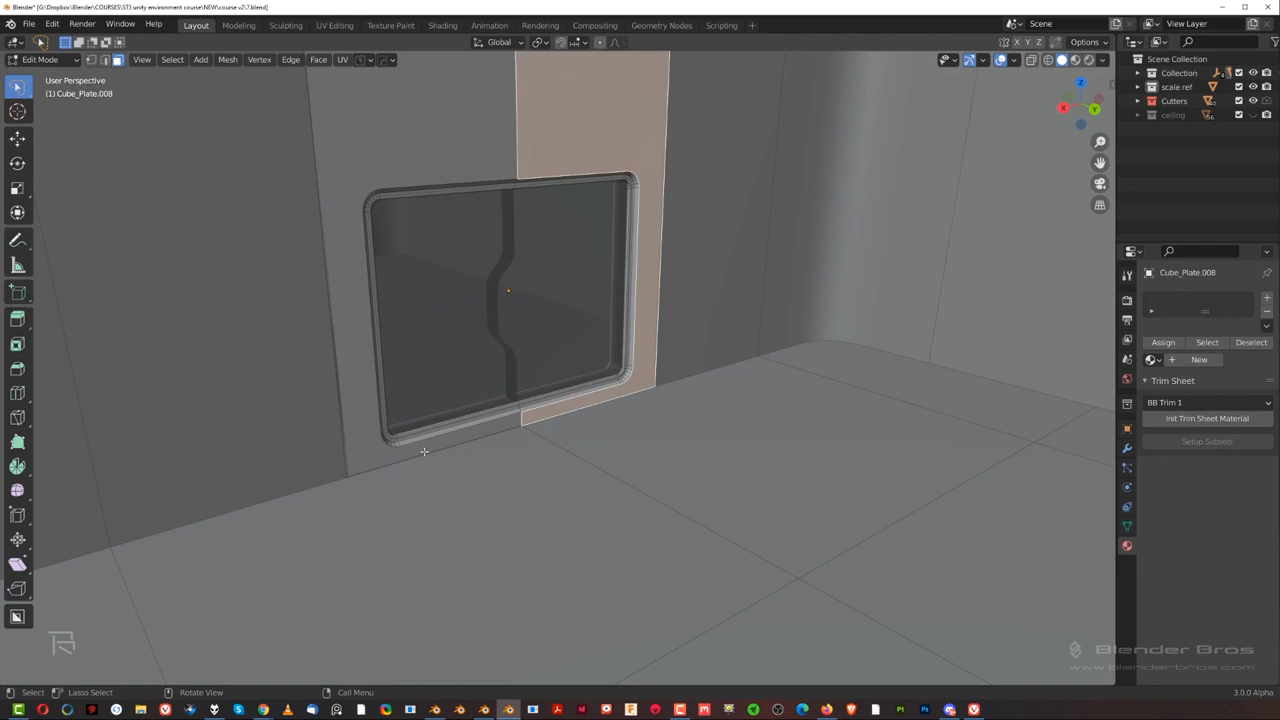 Blender* [G:\Dropbox\Blender\COURSES\ST3 unity environment course\NEW\course v2\7.blend]
File Edit Render Window Help Layout Modeling Sculpting UV Editing Texture Paint Shading Animation Rendering Compositing Geometry Nodes Scripting + Scene View Layer
Global X Y Z Options
Edit Mode View Select Add Mesh Vertex Edge Face UV
User Perspective
(1) Cube_Plate.008
Scene Collection
Collection
scale ref
Cutters
ceiling
Z
X Y
Cube_Plate.008
Assign Select Deselect
+ New
Trim Sheet
BB Trim 1
Init Trim Sheet Material
Setup Subsets
Blender Bros
www.blenderbros.com
Select Lasso Select Rotate View Call Menu 3.0.0 Alpha